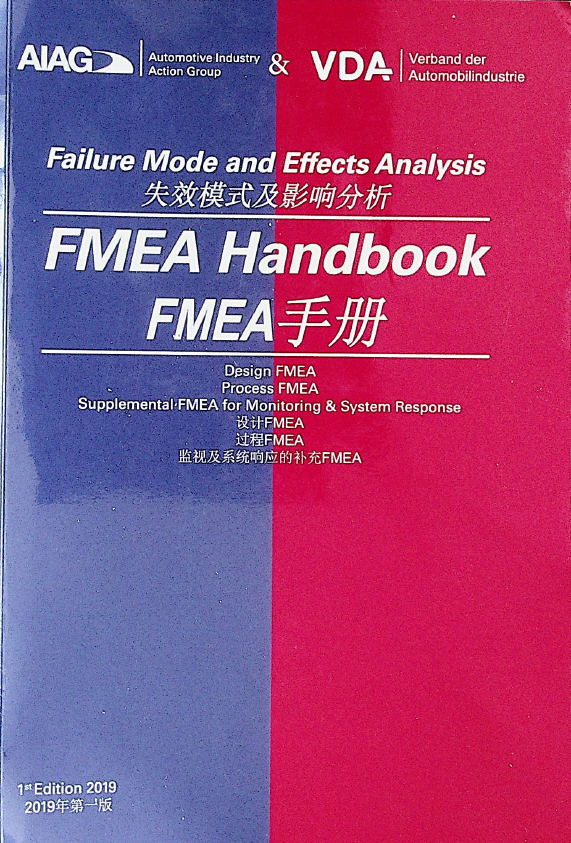 AIAG Automotive Industry Action Group & VDA Verband der Automobilindustrie
Failure Mode and Effects Analysis
失效模式及影响分析
FMEA Handbook
FMEA手册
Design FMEA
Process FMEA
Supplemental FMEA for Monitoring & System Response
设计FMEA
过程FMEA
监视及系统响应的补充FMEA
1st Edition 2019
2019年第一版